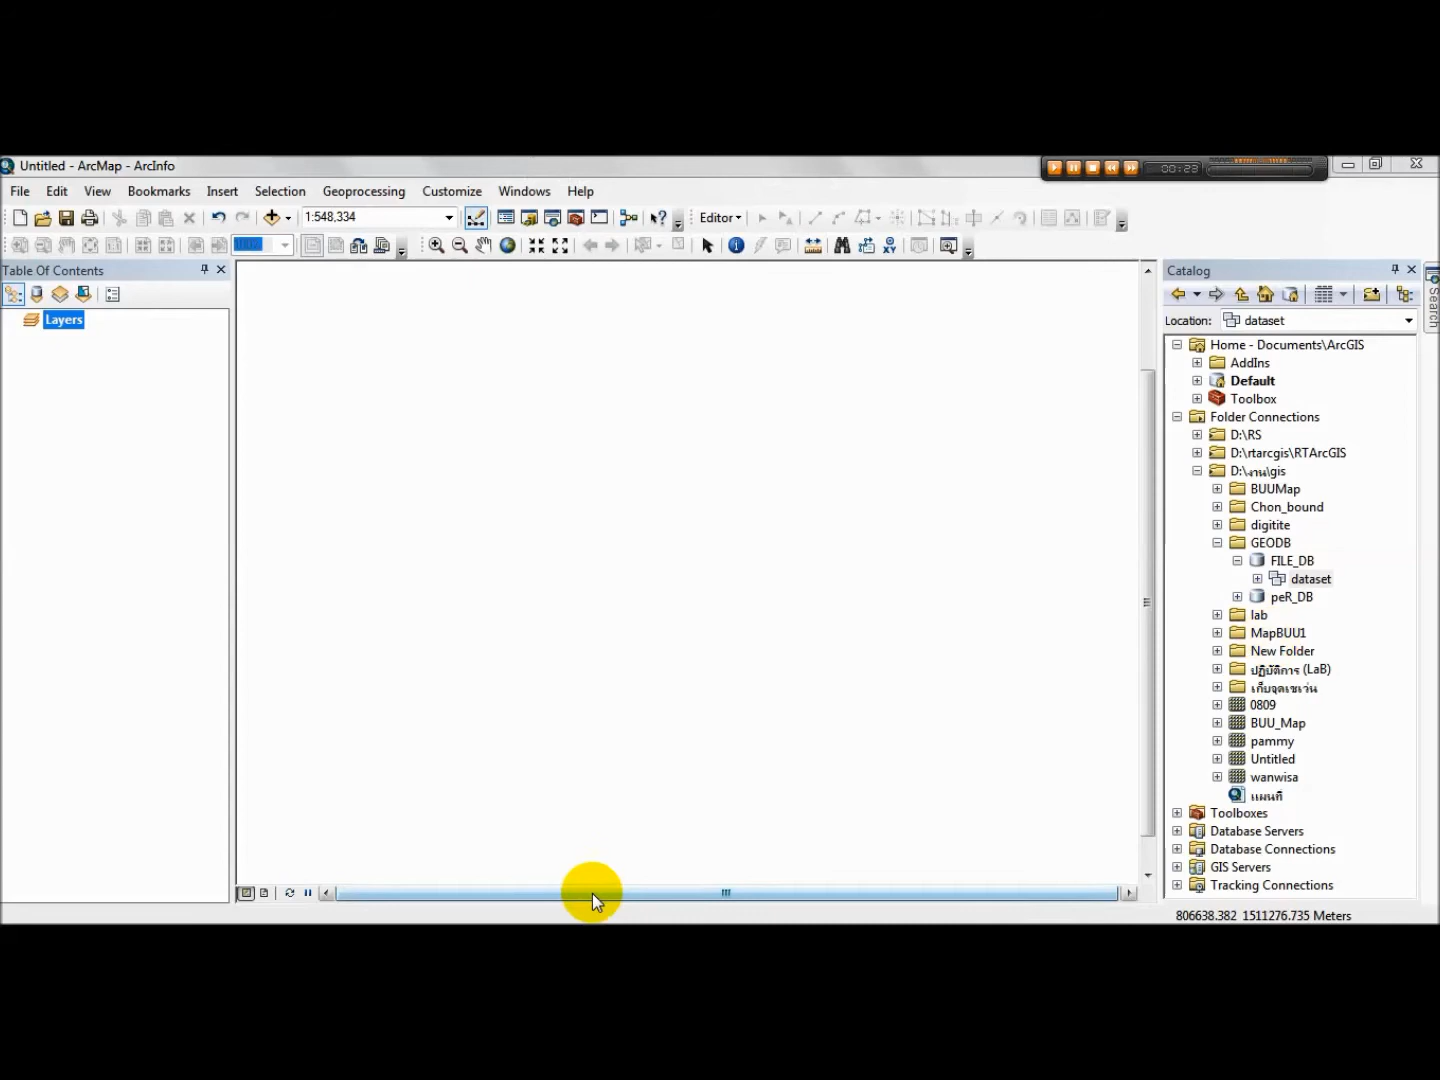 Untitled - ArcMap - ArcInfo
00:23
File Edit View Bookmarks Insert Selection Geoprocessing Customize Windows Help
1:548,334
Editor
100%
Table Of Contents
Layers
Catalog
Search
Location: dataset
Home - Documents\ArcGIS
AddIns
Default
Toolbox
Folder Connections
D:\RS
D:\rtarcgis\RTArcGIS
D:\งาน\gis
BUUMap
Chon_bound
digitite
GEODB
FILE_DB
dataset
peR_DB
lab
MapBUU1
New Folder
ปฏิบัติการ (LaB)
เก็บจุดเซเว่น
0809
BUU_Map
pammy
Untitled
wanwisa
แผนที่
Toolboxes
Database Servers
Database Connections
GIS Servers
Tracking Connections
806638.382 1511276.735 Meters